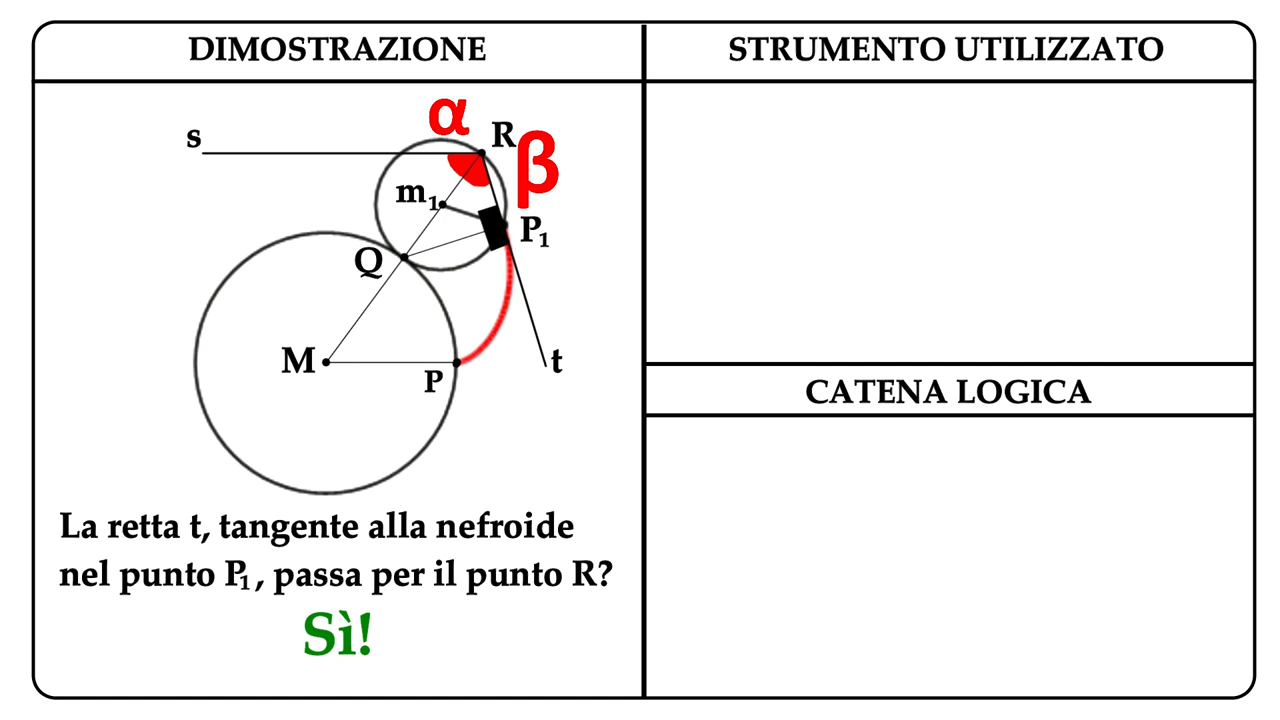 DIMOSTRAZIONE
STRUMENTO UTILIZZATO
α
s
R
β
m₁
P₁
Q
M
P
t
CATENA LOGICA
La retta t, tangente alla nefroide
nel punto P₁, passa per il punto R?
Sì!